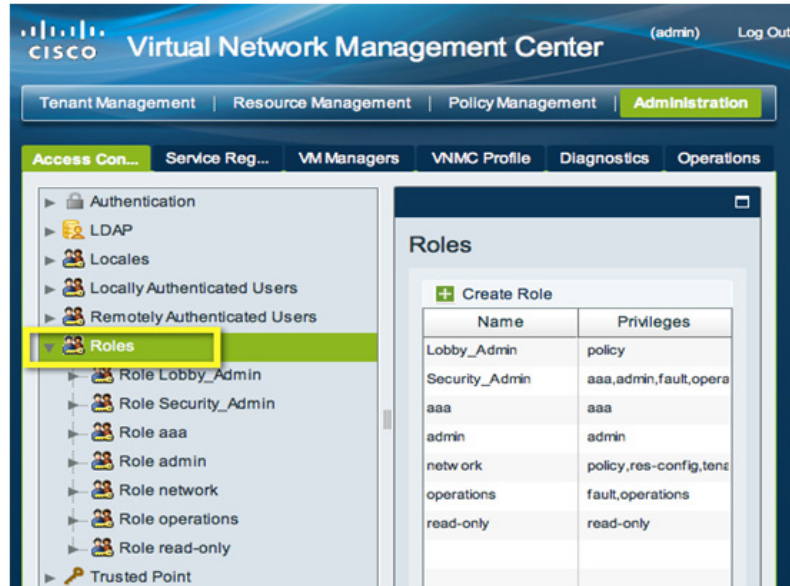 (admin) Log Out
CISCO Virtual Network Management Center
Tenant Management | Resource Management | Policy Management | Administration
Access Con... Service Reg... VM Managers VNMC Profile Diagnostics Operations
Authentication
LDAP
Locales
Locally Authenticated Users
Remotely Authenticated Users
Roles
Role Lobby_Admin
Role Security_Admin
Role aaa
Role admin
Role network
Role operations
Role read-only
Trusted Point
Roles
Create Role
Name Privileges
Lobby_Admin policy
Security_Admin aaa,admin,fault,opera
aaa aaa
admin admin
network policy,res-config,tena
operations fault,operations
read-only read-only